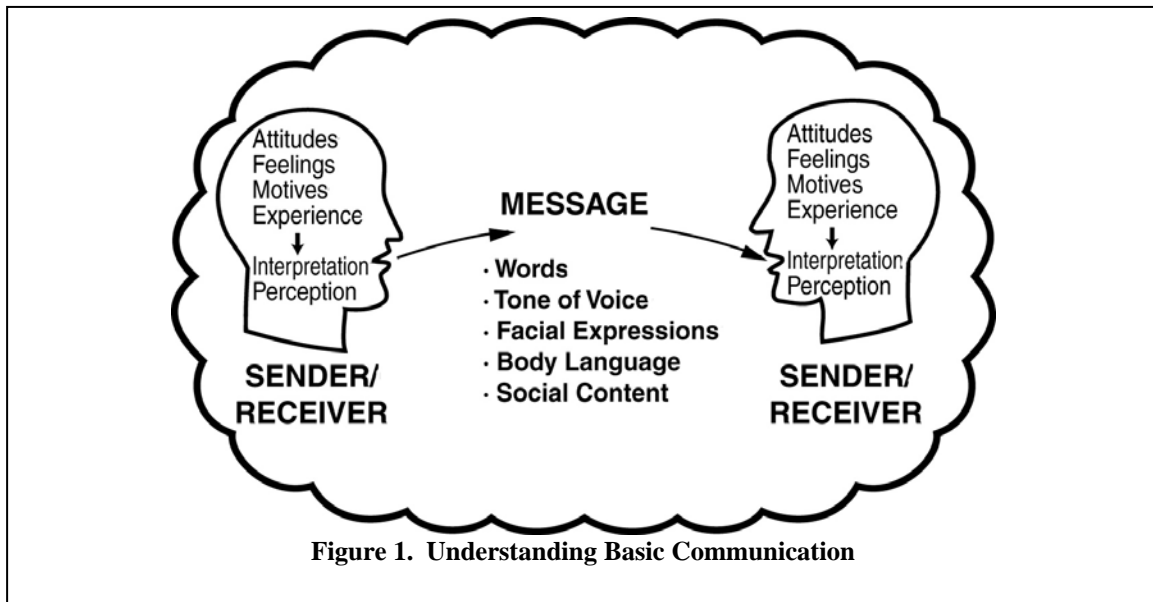 Attitudes
Feelings
Motives
Experience
Interpretation
Perception
SENDER/
RECEIVER
MESSAGE
· Words
· Tone of Voice
· Facial Expressions
· Body Language
· Social Content
Attitudes
Feelings
Motives
Experience
Interpretation
Perception
SENDER/
RECEIVER
Figure 1. Understanding Basic Communication